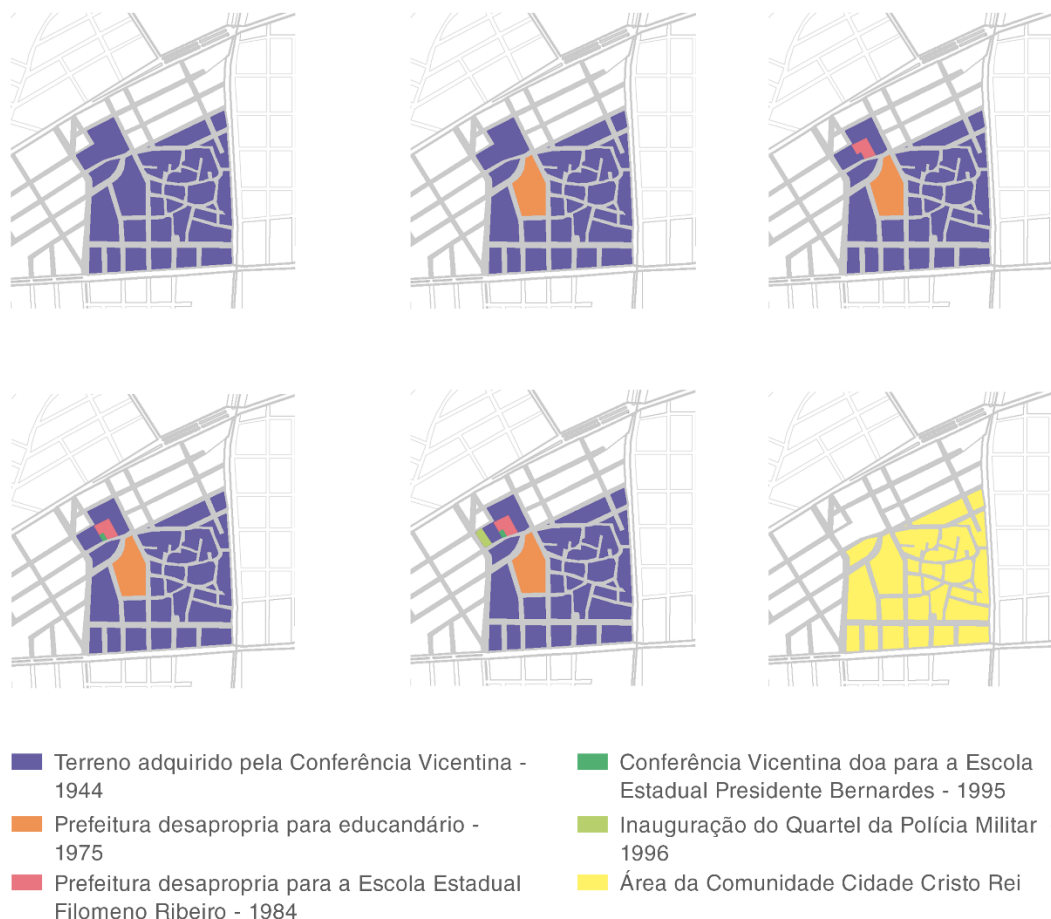 Terreno adquirido pela Conferência Vicentina -
1944
Prefeitura desapropria para educandário -
1975
Prefeitura desapropria para a Escola Estadual
Filomeno Ribeiro - 1984
Conferência Vicentina doa para a Escola
Estadual Presidente Bernardes - 1995
Inauguração do Quartel da Polícia Militar
1996
Área da Comunidade Cidade Cristo Rei